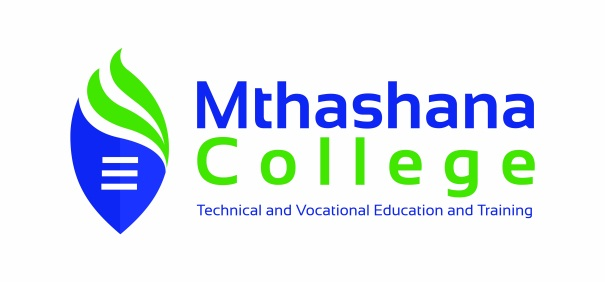 Mthashana
College
Technical and Vocational Education and Training